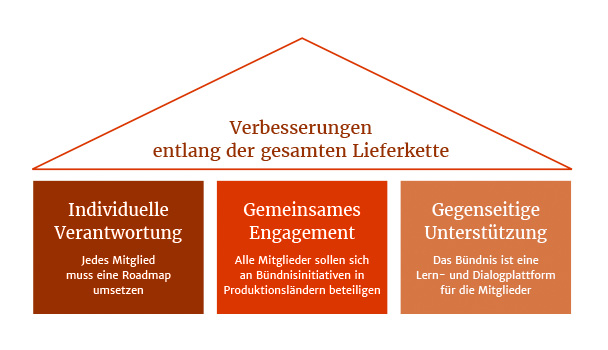 Verbesserungen
entlang der gesamten Lieferkette
Individuelle
Verantwortung
Jedes Mitglied
muss eine Roadmap
umsetzen
Gemeinsames
Engagement
Alle Mitglieder sollen sich
an Bündnisinitiativen in
Produktionsländern beteiligen
Gegenseitige
Unterstützung
Das Bündnis ist eine
Lern- und Dialogplattform
für die Mitglieder